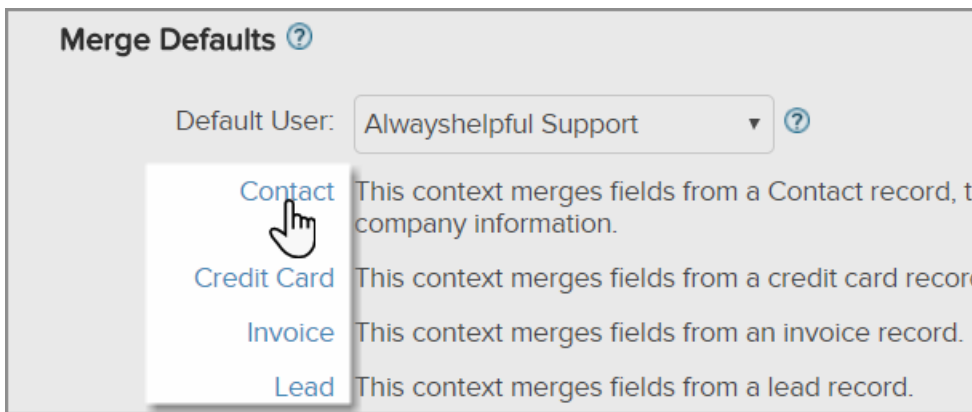 Merge Defaults
Default User: Alwayshelpful Support
Contact This context merges fields from a Contact record,
company information.
Credit Card This context merges fields from a credit card
Invoice This context merges fields from an invoice record.
Lead This context merges fields from a lead record.